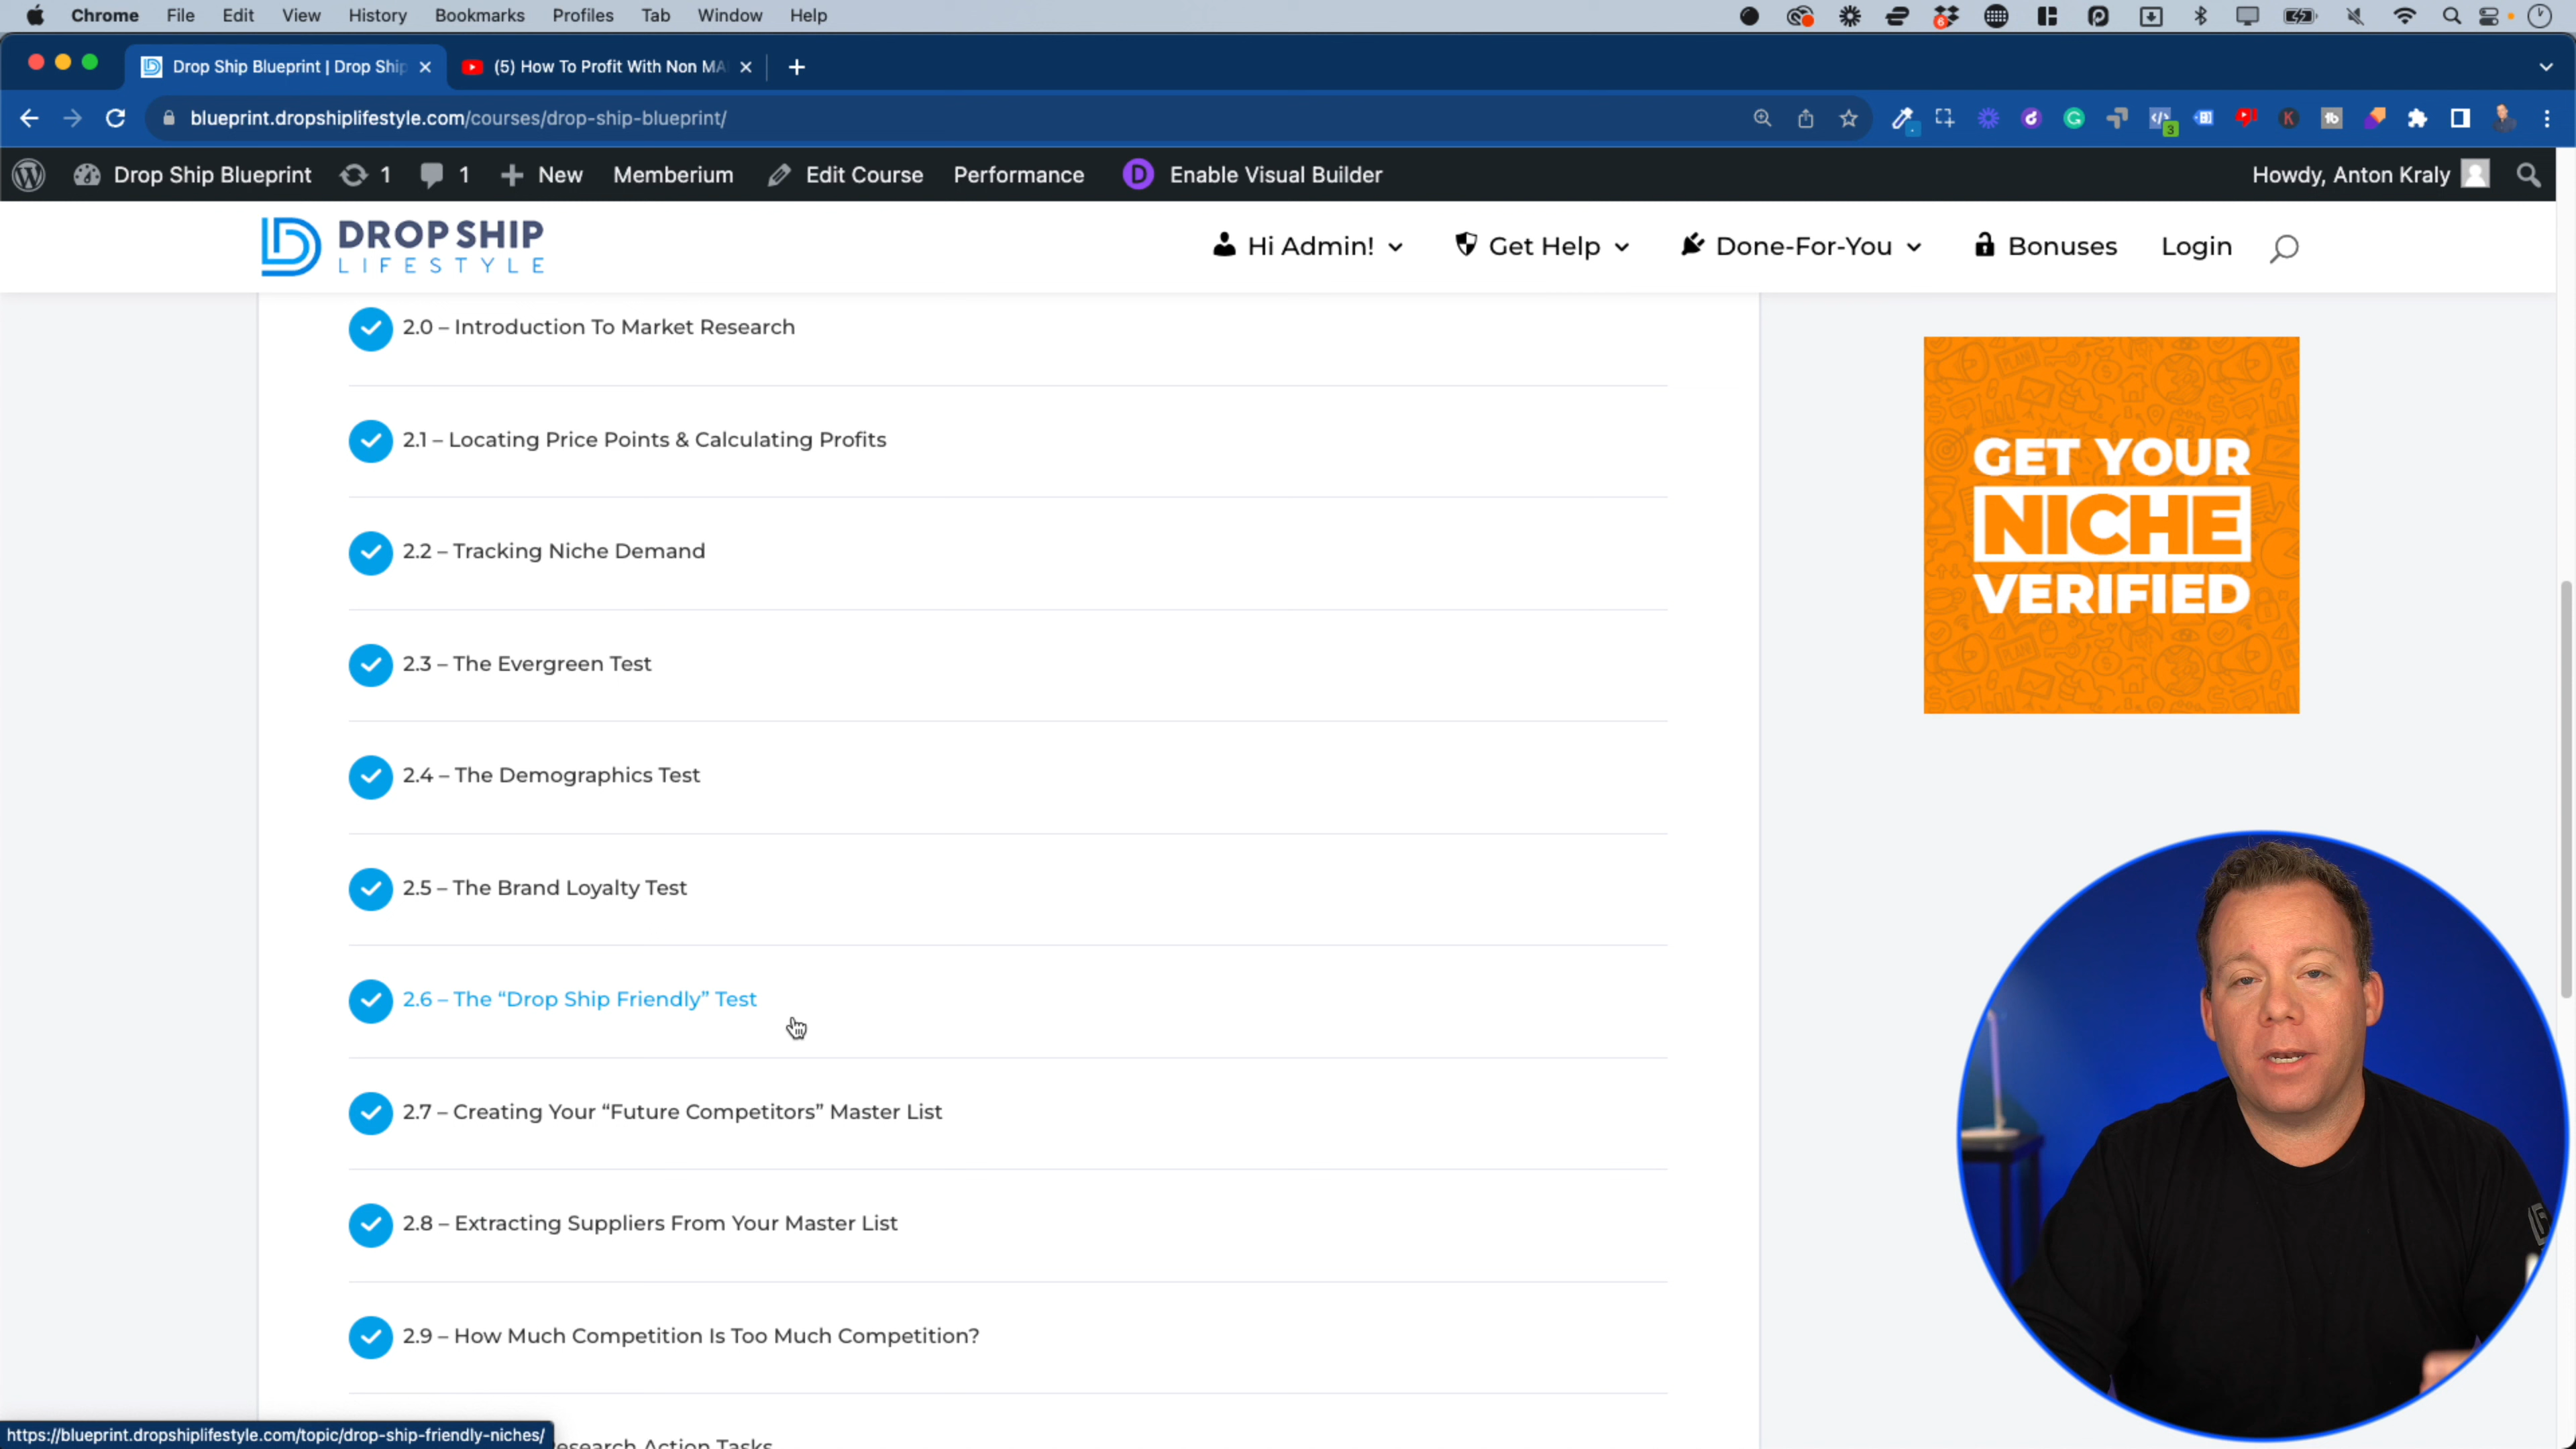 Chrome File Edit View History Bookmarks Profiles Tab Window Help
6
Drop Ship Blueprint | Drop Ship
(5) How To Profit With Non MA
blueprint.dropshiplifestyle.com/courses/drop-ship-blueprint/
3
Drop Ship Blueprint 1 1 New Memberium Edit Course Performance Enable Visual Builder Howdy, Anton Kraly
DROP SHIP
LIFESTYLE
Hi Admin! Get Help Done-For-You Bonuses Login
2.0 – Introduction To Market Research
2.1 – Locating Price Points & Calculating Profits
2.2 – Tracking Niche Demand
2.3 – The Evergreen Test
2.4 – The Demographics Test
2.5 – The Brand Loyalty Test
2.6 – The “Drop Ship Friendly” Test
2.7 – Creating Your “Future Competitors” Master List
2.8 – Extracting Suppliers From Your Master List
2.9 – How Much Competition Is Too Much Competition?
Action Tasks
GET YOUR
NICHE
VERIFIED
https://blueprint.dropshiplifestyle.com/topic/drop-ship-friendly-niches/